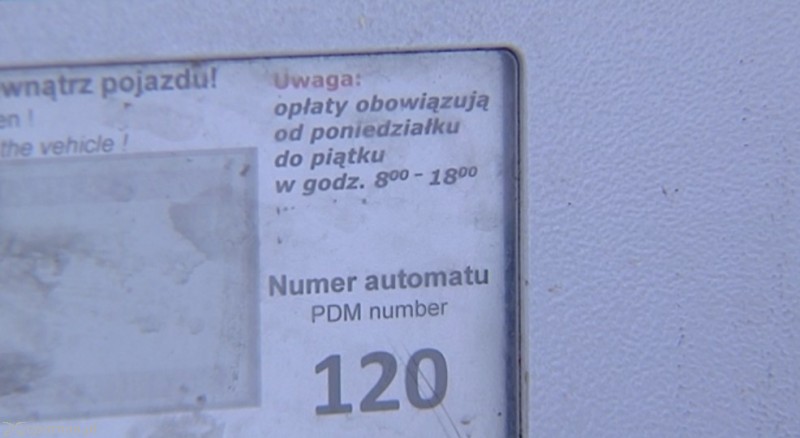 wnątrz pojazdu!
en !
the vehicle !
Uwaga:
opłaty obowiązują
od poniedziałku
do piątku
w godz. 8⁰⁰ - 18⁰⁰
Numer automatu
PDM number
120